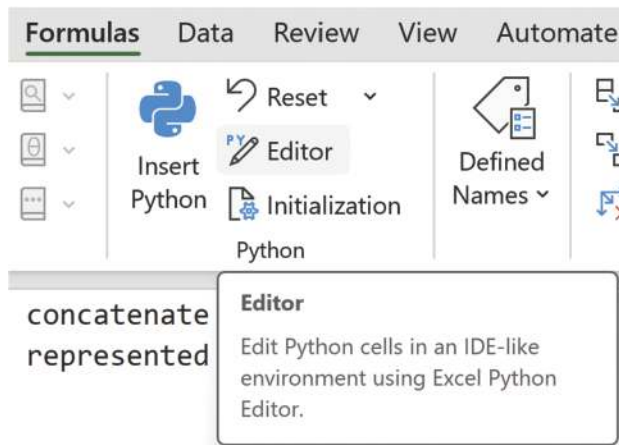 Formulas Data Review View Automate
Reset
PY Editor
Insert
Python
Initialization
Defined
Names
Python
concatenate
represented
Editor
Edit Python cells in an IDE-like
environment using Excel Python
Editor.